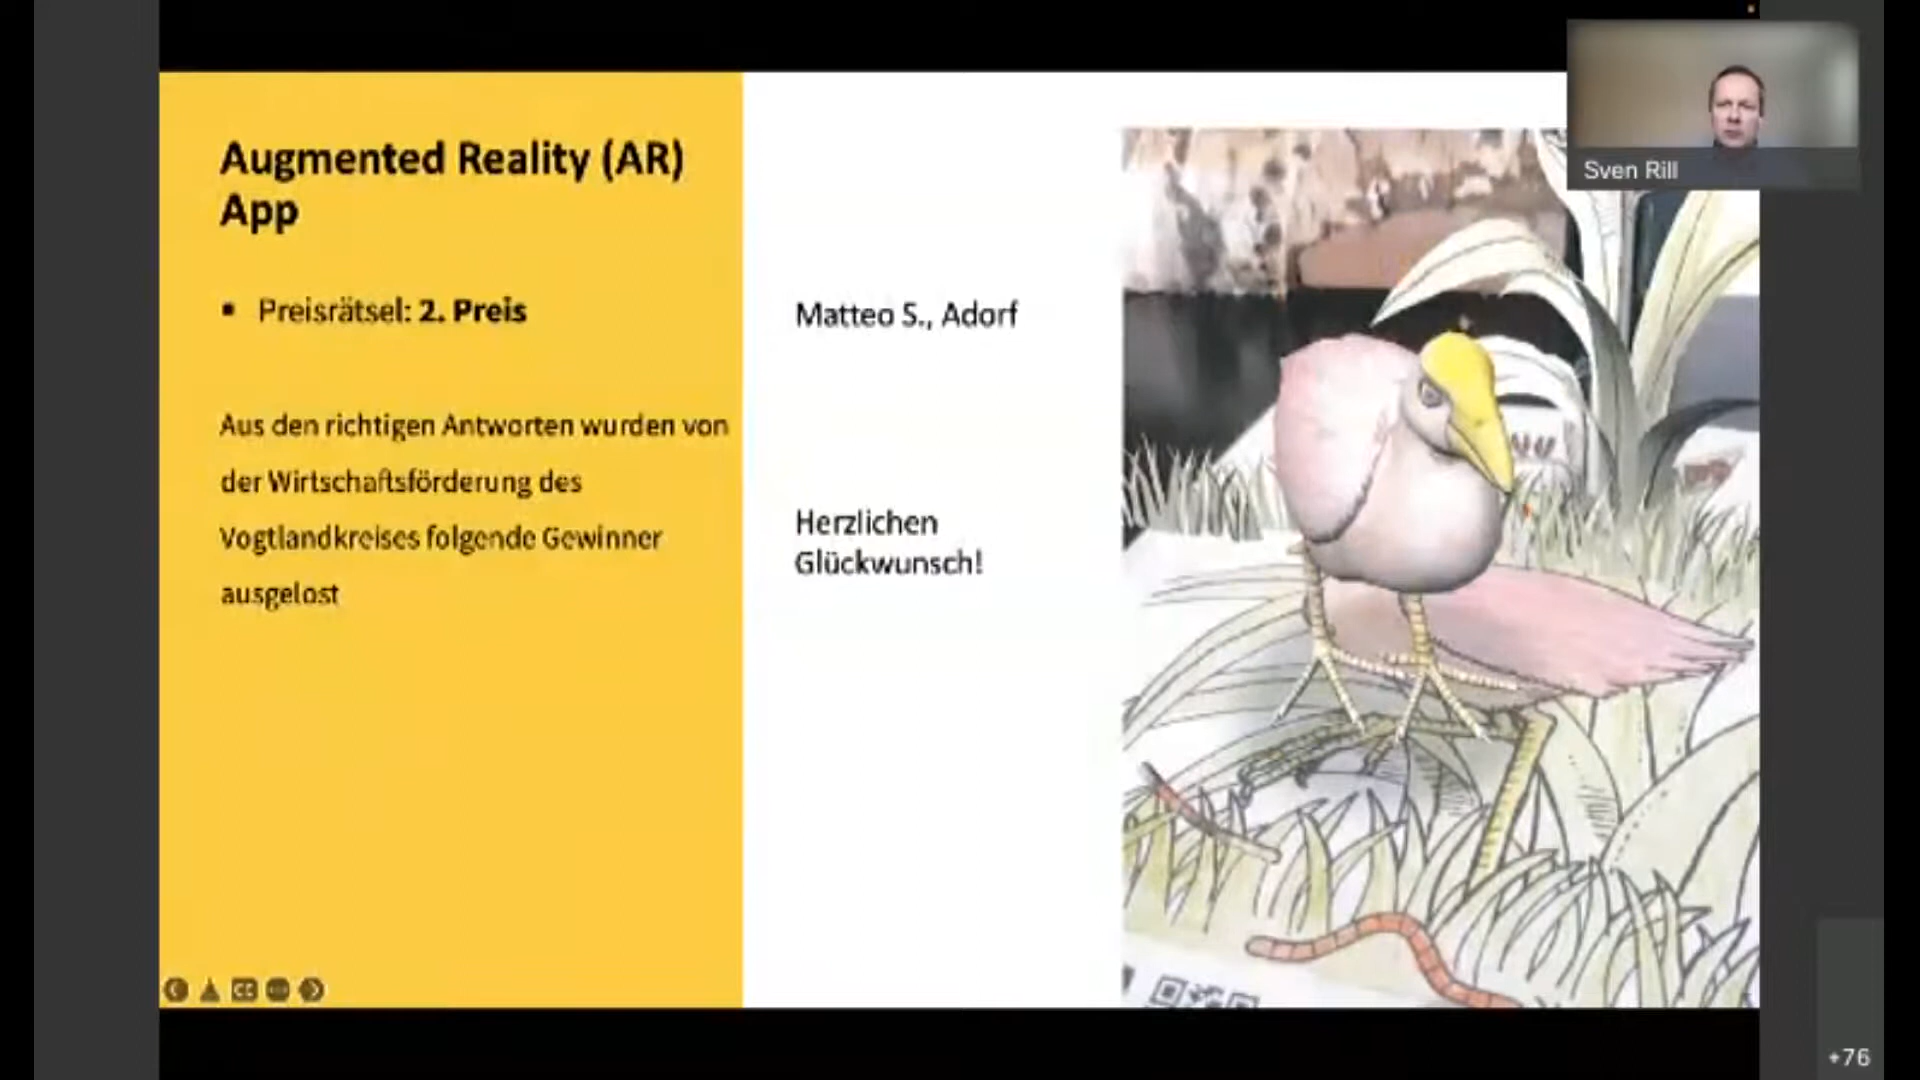 Augmented Reality (AR)
App
▪ Preisrätsel: 2. Preis
Aus den richtigen Antworten wurden von
der Wirtschaftsförderung des
Vogtlandkreises folgende Gewinner
ausgelost
Matteo S., Adorf
Herzlichen
Glückwunsch!
Sven Rill
CC
+76